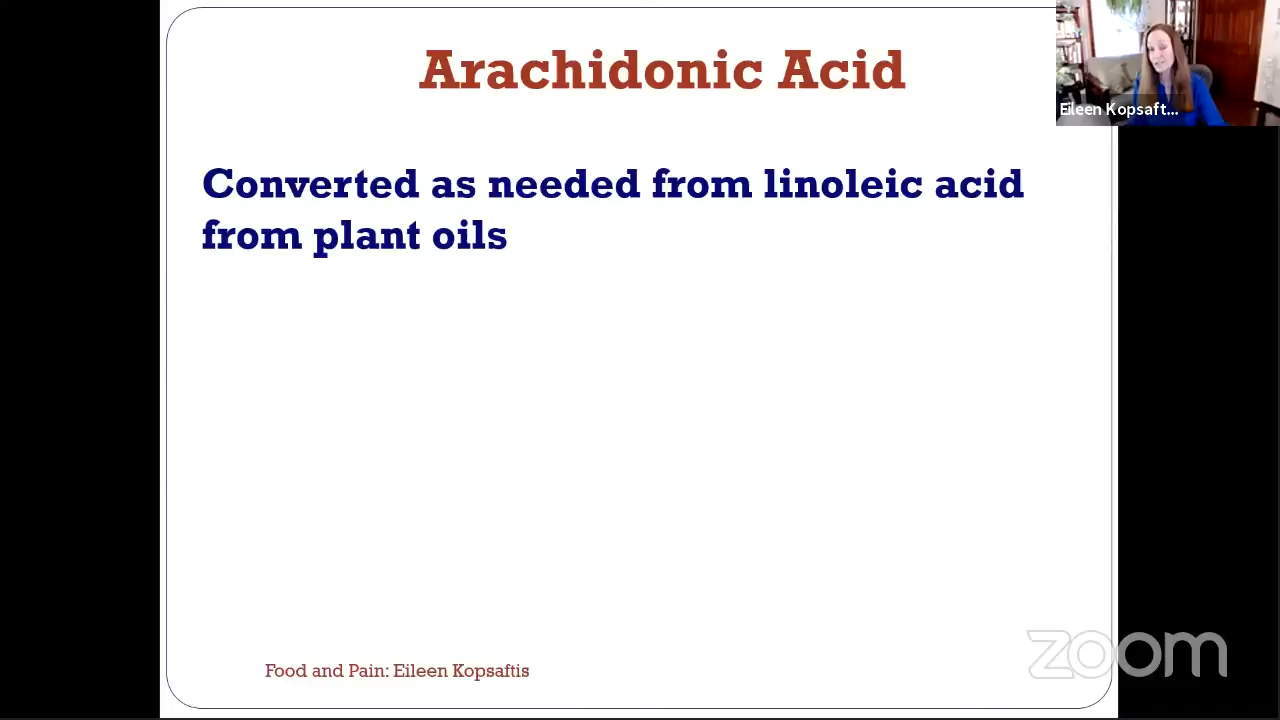 Arachidonic Acid
Eileen Kopsaft...
Converted as needed from linoleic acid
from plant oils
Food and Pain: Eileen Kopsaftis
zoom